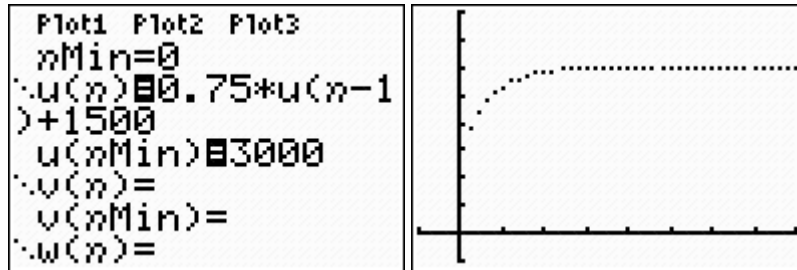 Plot1 Plot2 Plot3
nMin=0
u(n)=0.75*u(n-1
)+1500
u(nMin)=3000
v(n)=
v(nMin)=
w(n)=